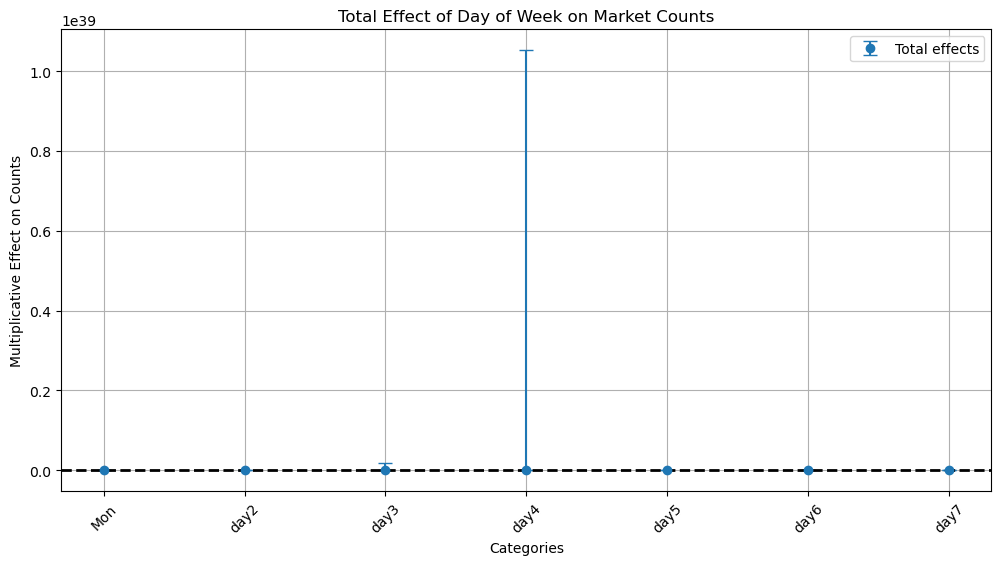 Total Effect of Day of Week on Market Counts
1e39
Total effects
1.0
0.8
0.6
0.4
0.2
0.0
Multiplicative Effect on Counts
Mon
day2
day3
day4
day5
day6
day7
Categories